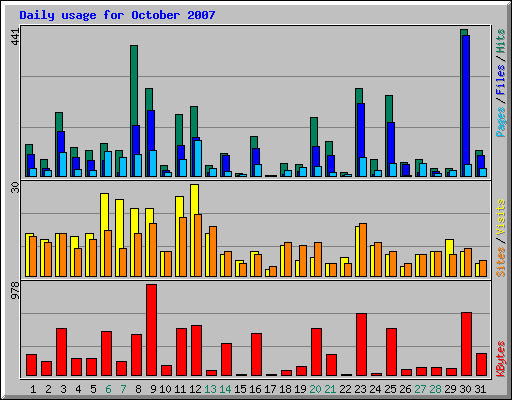 Daily usage for October 2007
441
Pages / Files / Hits
30
Sites / Visits
978
KBytes
1 2 3 4 5 6 7 8 9 10 11 12 13 14 15 16 17 18 19 20 21 22 23 24 25 26 27 28 29 30 31